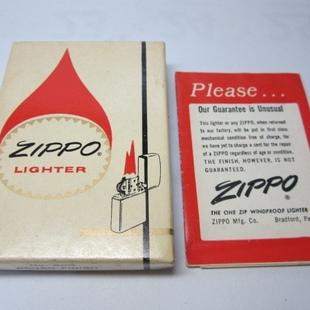 ZIPPO®
LIGHTER
Please...
Our Guarantee is Unusual
This lighter or any ZIPPO, when returned
to our factory, will be put in first class
mechanical condition free of charge, for
we have yet to charge a cent for the repair
of a ZIPPO regardless of age or condition.
THE FINISH, HOWEVER, IS NOT
GUARANTEED.
ZIPPO®
THE ONE ZIP WINDPROOF LIGHTER
ZIPPO Mfg. Co. Bradford, Pa